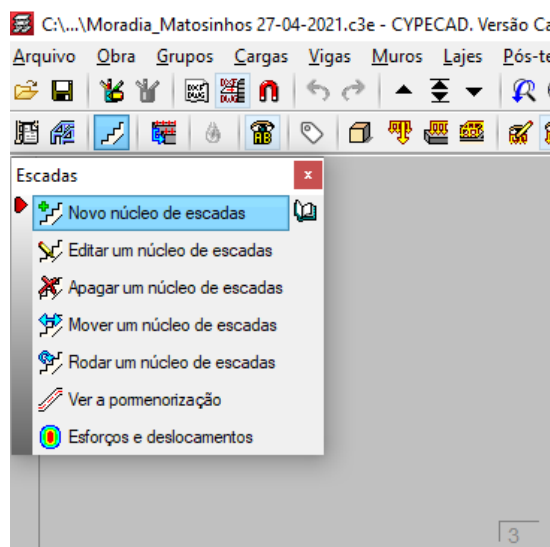 C:\...\Moradia_Matosinhos 27-04-2021.c3e - CYPECAD. Versão Ca
Arquivo Obra Grupos Cargas Vigas Muros Lajes Pós-te
Escadas
Novo núcleo de escadas
Editar um núcleo de escadas
Apagar um núcleo de escadas
Mover um núcleo de escadas
Rodar um núcleo de escadas
Ver a pormenorização
Esforços e deslocamentos
3